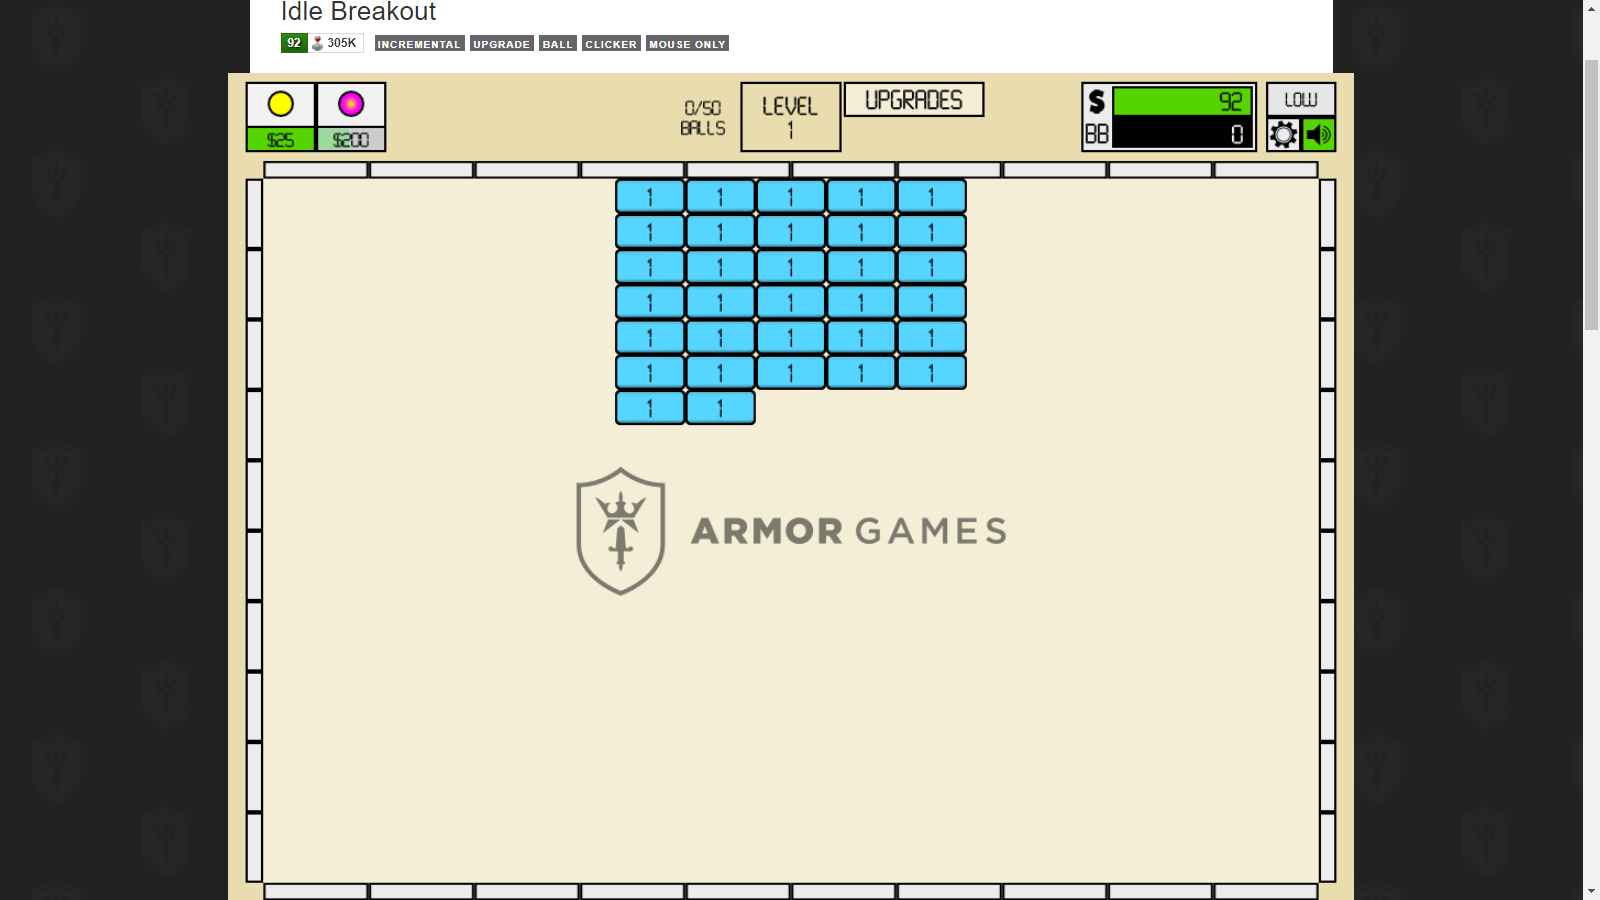 Idle Breakout
92 305K INCREMENTAL UPGRADE BALL CLICKER MOUSE ONLY
$25 $200
0/50
BALLS
LEVEL
1
UPGRADES
$ 92
BB 0
LOW
1 1 1 1 1
1 1 1 1 1
1 1 1 1 1
1 1 1 1 1
1 1 1 1 1
1 1 1 1 1
1 1
ARMOR GAMES